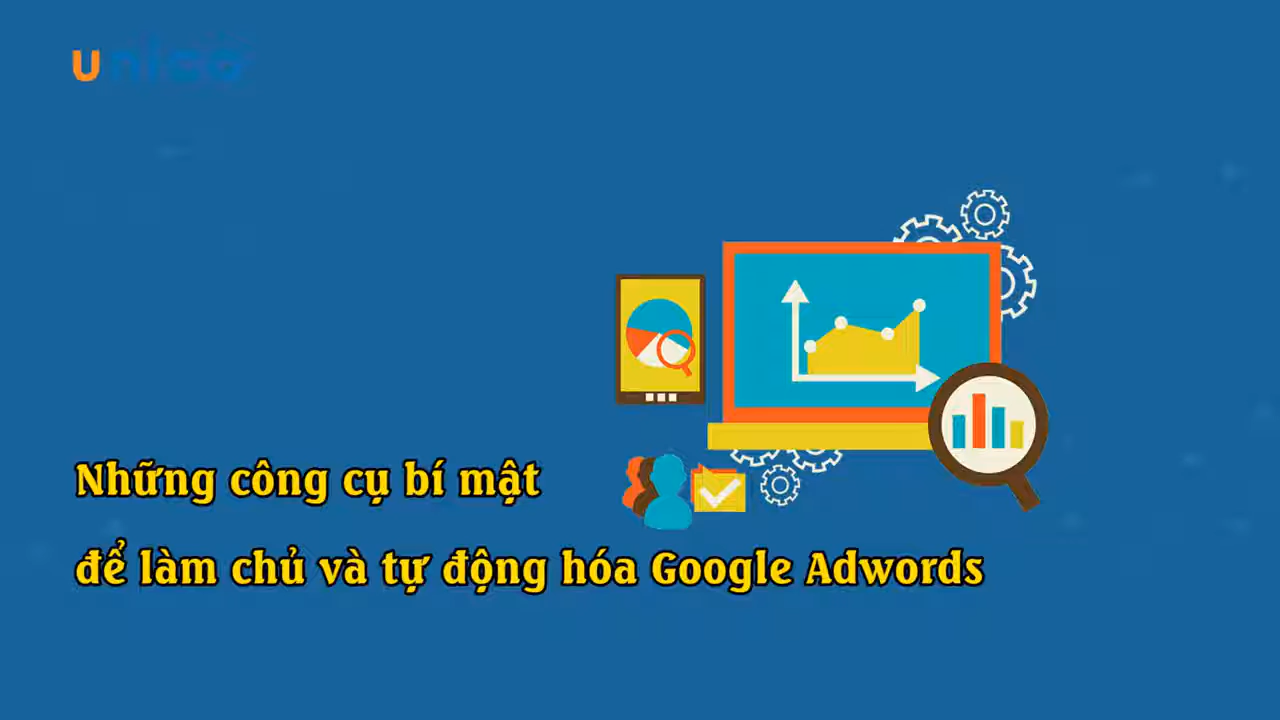 unica
Những công cụ bí mật
để làm chủ và tự động hóa Google Adwords